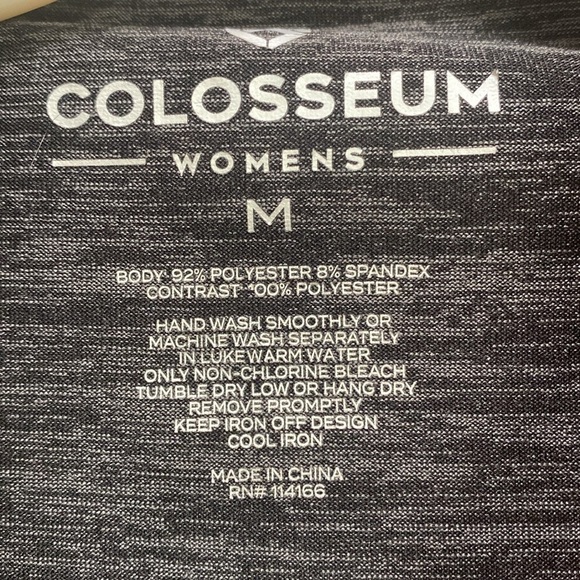 COLOSSEUM
WOMENS
M
BODY: 92% POLYESTER 8% SPANDEX
CONTRAST: 100% POLYESTER
HAND WASH SMOOTHLY OR
MACHINE WASH SEPARATELY
IN LUKEWARM WATER
ONLY NON-CHLORINE BLEACH
TUMBLE DRY LOW OR HANG DRY
REMOVE PROMPTLY
KEEP IRON OFF DESIGN
COOL IRON
MADE IN CHINA
RN# 114166